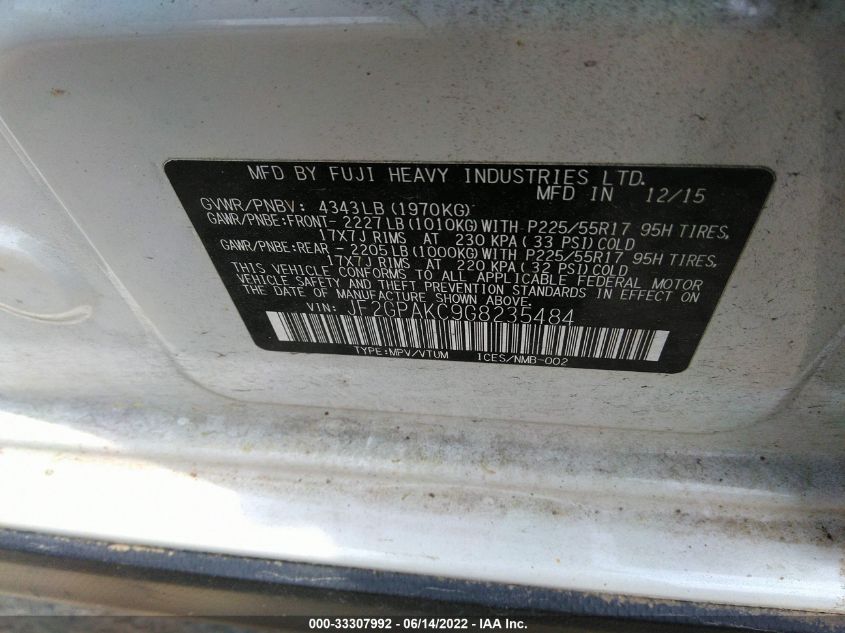 MFD BY FUJI HEAVY INDUSTRIES LTD.
MFD IN 12/15
GVWR/PNBV: 4343LB(1970KG)
GAWR/PNBE:FRONT-2227LB(1010KG)WITH P225/55R17 95H TIRES,
17X7J RIMS AT 230 KPA(33 PSI)COLD
GAWR/PNBE:REAR -2205LB(1000KG)WITH P225/55R17 95H TIRES,
17X7J RIMS AT 220 KPA(32 PSI)COLD
THIS VEHICLE CONFORMS TO ALL APPLICABLE FEDERAL MOTOR
VEHICLE SAFETY AND THEFT PREVENTION STANDARDS IN EFFECT ON
THE DATE OF MANUFACTURE SHOWN ABOVE.
VIN: JF2GPAKC9G8235484
TYPE:MPV/VTUM ICES/NMB-002
000-33307992 - 06/14/2022 - IAA Inc.